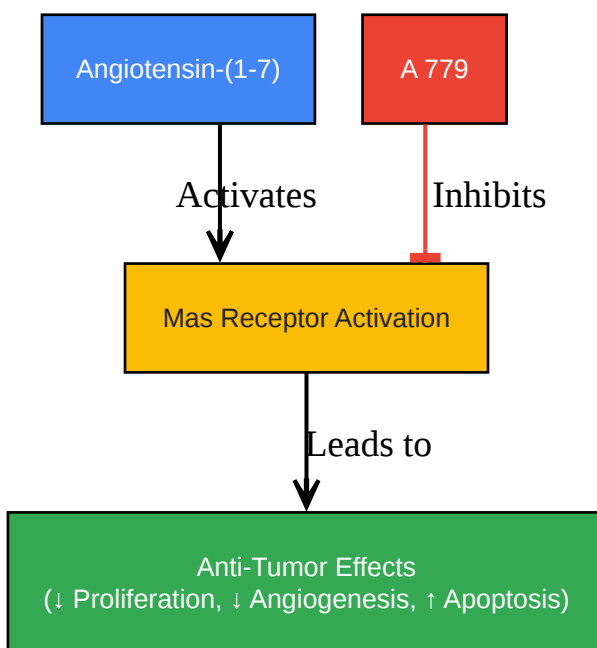 Angiotensin-(1-7)
A 779
Activates
Inhibits
Mas Receptor Activation
Leads to
Anti-Tumor Effects
(↓ Proliferation, ↓ Angiogenesis, ↑ Apoptosis)